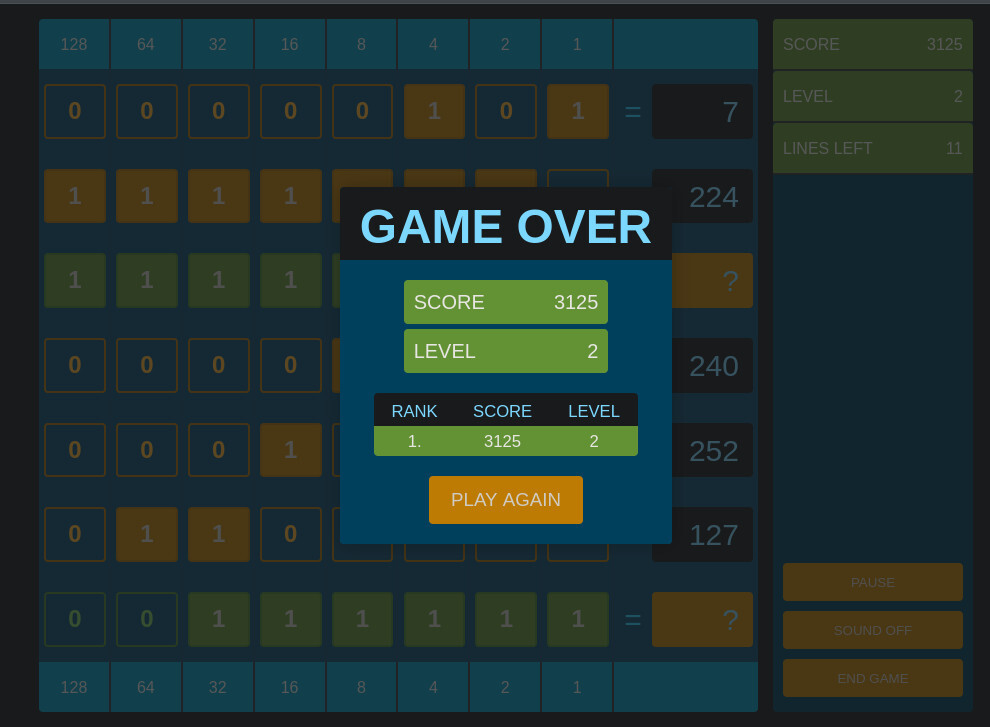 128 64 32 16 8 4 2 1
0 0 0 0 0 1 0 1 = 7
1 1 1 1 224
1 1 1 1 ?
0 0 0 0 240
0 0 0 1 252
0 1 1 0 127
0 0 1 1 1 1 1 1 = ?
128 64 32 16 8 4 2 1
GAME OVER
SCORE 3125
LEVEL 2
RANK SCORE LEVEL
1. 3125 2
PLAY AGAIN
SCORE 3125
LEVEL 2
LINES LEFT 11
PAUSE
SOUND OFF
END GAME